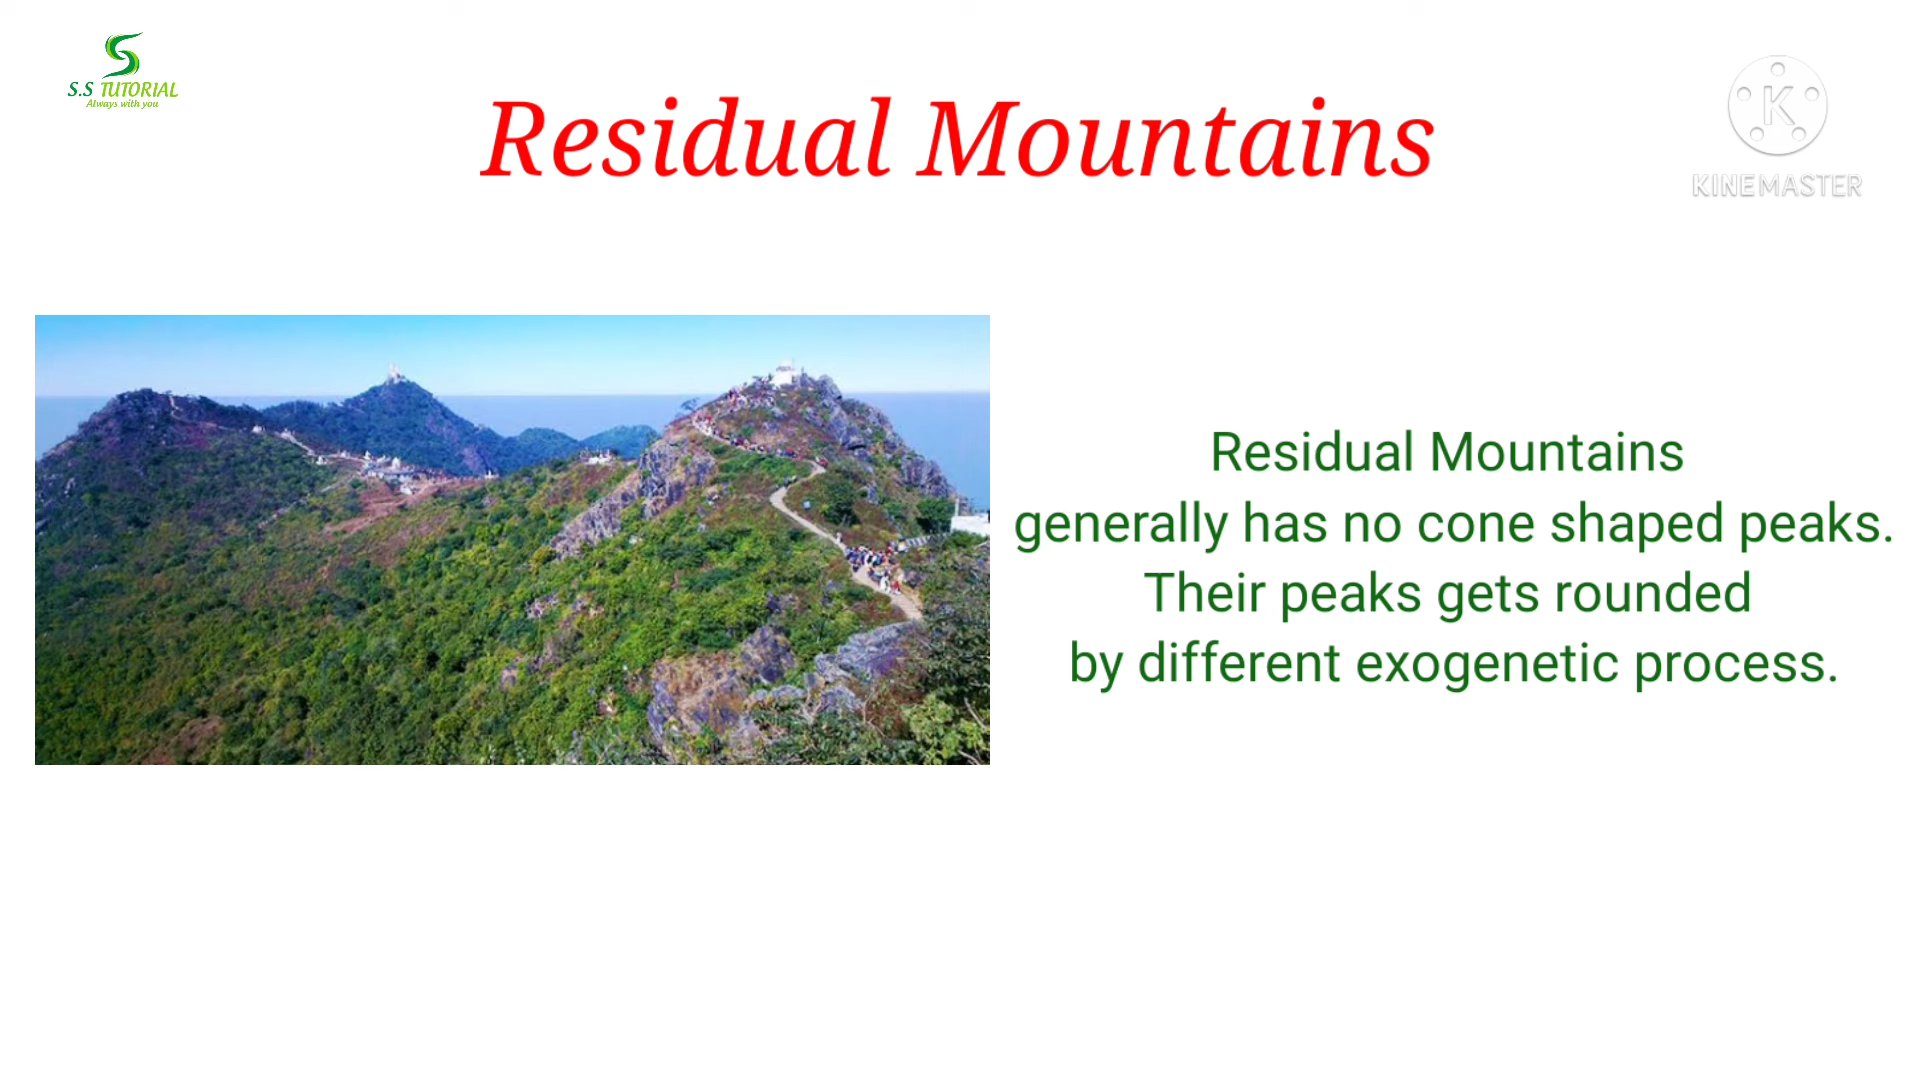 S.S TUTORIAL
Always with you
Residual Mountains
K
KINEMASTER
Residual Mountains
generally has no cone shaped peaks.
Their peaks gets rounded
by different exogenetic process.